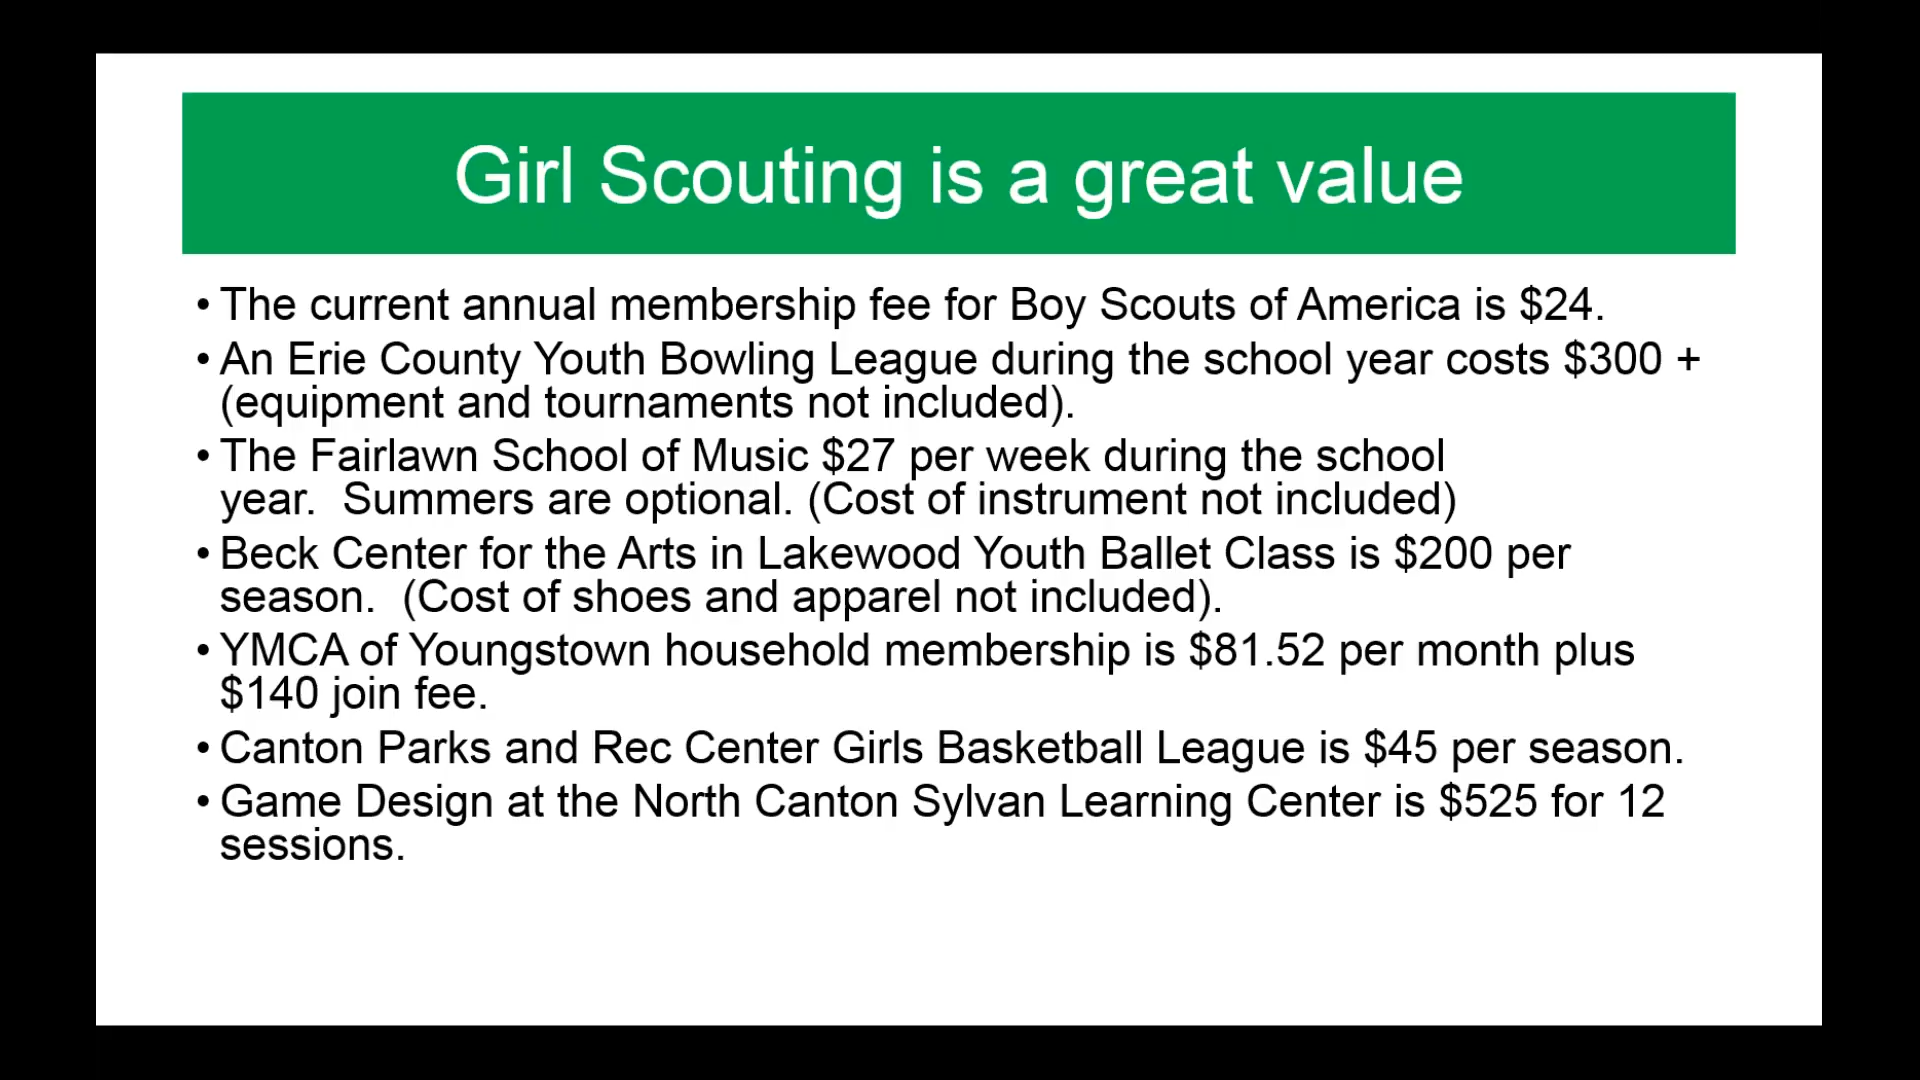 Girl Scouting is a great value
• The current annual membership fee for Boy Scouts of America is $24.
• An Erie County Youth Bowling League during the school year costs $300 +
(equipment and tournaments not included).
• The Fairlawn School of Music $27 per week during the school
year.  Summers are optional. (Cost of instrument not included)
• Beck Center for the Arts in Lakewood Youth Ballet Class is $200 per
season.  (Cost of shoes and apparel not included).
• YMCA of Youngstown household membership is $81.52 per month plus
$140 join fee.
• Canton Parks and Rec Center Girls Basketball League is $45 per season.
• Game Design at the North Canton Sylvan Learning Center is $525 for 12
sessions.